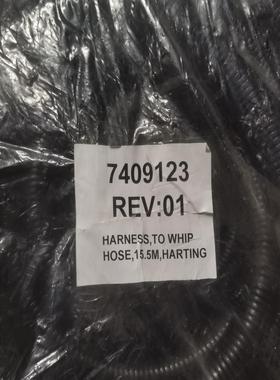 7409123
REV:01
HARNESS,TO WHIP
HOSE,15.5M,HARTING